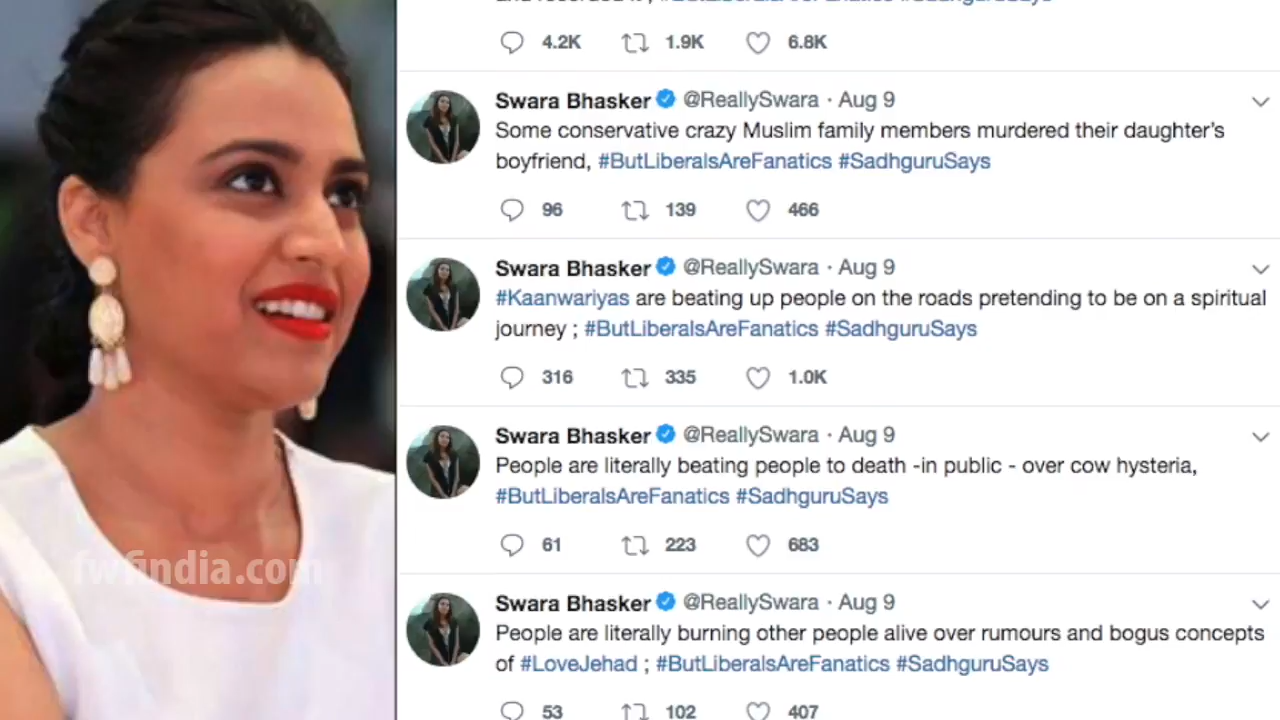 4.2K 1.9K 6.8K
Swara Bhasker @ReallySwara · Aug 9
Some conservative crazy Muslim family members murdered their daughter's
boyfriend, #ButLiberalsAreFanatics #SadhguruSays
96 139 466
Swara Bhasker @ReallySwara · Aug 9
#Kaanwariyas are beating up people on the roads pretending to be on a spiritual
journey ; #ButLiberalsAreFanatics #SadhguruSays
316 335 1.0K
Swara Bhasker @ReallySwara · Aug 9
People are literally beating people to death -in public - over cow hysteria,
#ButLiberalsAreFanatics #SadhguruSays
61 223 683
Swara Bhasker @ReallySwara · Aug 9
People are literally burning other people alive over rumours and bogus concepts
of #LoveJehad ; #ButLiberalsAreFanatics #SadhguruSays
53 102 407
fwfindia.com